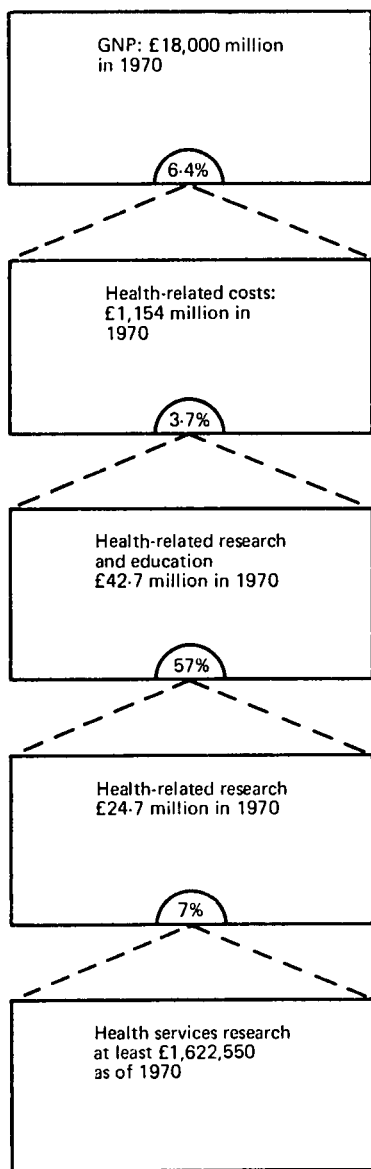 GNP: £18,000 million
in 1970
6·4%
Health-related costs:
£1,154 million in
1970
3·7%
Health-related research
and education
£42·7 million in 1970
57%
Health-related research
£24·7 million in 1970
7%
Health services research
at least £1,622,550
as of 1970